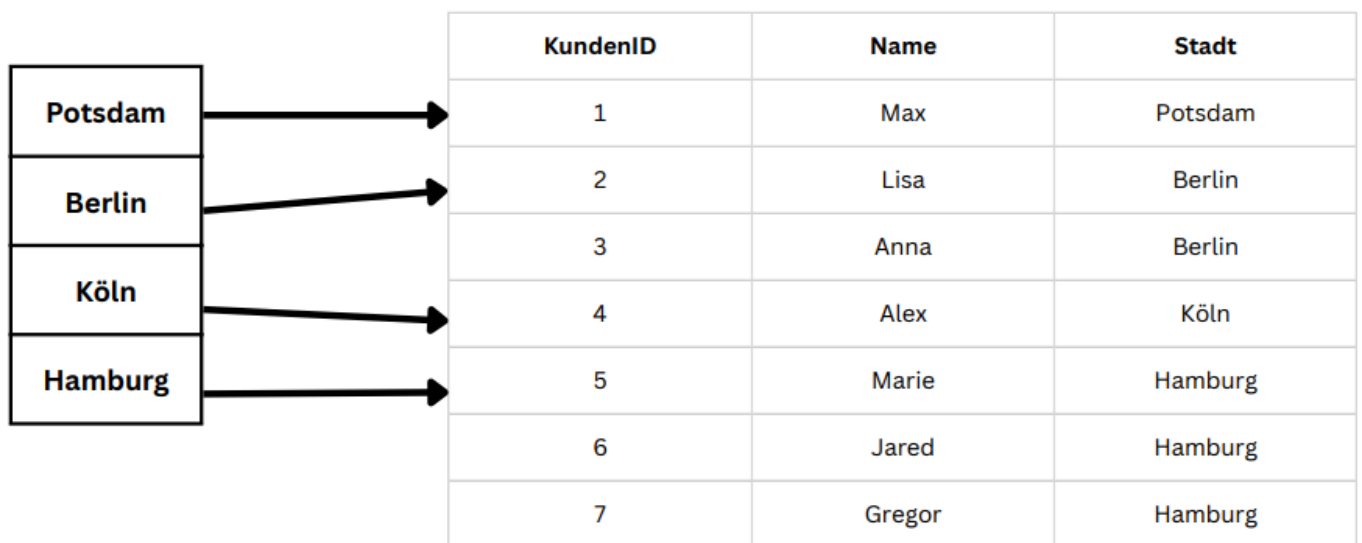 Potsdam
Berlin
Köln
Hamburg
KundenID Name Stadt
1 Max Potsdam
2 Lisa Berlin
3 Anna Berlin
4 Alex Köln
5 Marie Hamburg
6 Jared Hamburg
7 Gregor Hamburg